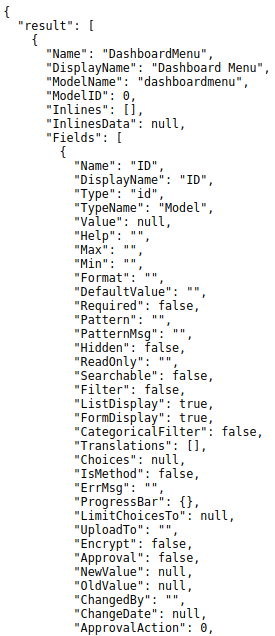 {
  "result": [
    {
      "Name": "DashboardMenu",
      "DisplayName": "Dashboard Menu",
      "ModelName": "dashboardmenu",
      "ModelID": 0,
      "Inlines": [],
      "InlinesData": null,
      "Fields": [
        {
          "Name": "ID",
          "DisplayName": "ID",
          "Type": "id",
          "TypeName": "Model",
          "Value": null,
          "Help": "",
          "Max": "",
          "Min": "",
          "Format": "",
          "DefaultValue": "",
          "Required": false,
          "Pattern": "",
          "PatternMsg": "",
          "Hidden": false,
          "ReadOnly": "",
          "Searchable": false,
          "Filter": false,
          "ListDisplay": true,
          "FormDisplay": true,
          "CategoricalFilter": false,
          "Translations": [],
          "Choices": null,
          "IsMethod": false,
          "ErrMsg": "",
          "ProgressBar": {},
          "LimitChoicesTo": null,
          "UploadTo": "",
          "Encrypt": false,
          "Approval": false,
          "NewValue": null,
          "OldValue": null,
          "ChangedBy": "",
          "ChangeDate": null,
          "ApprovalAction": 0,